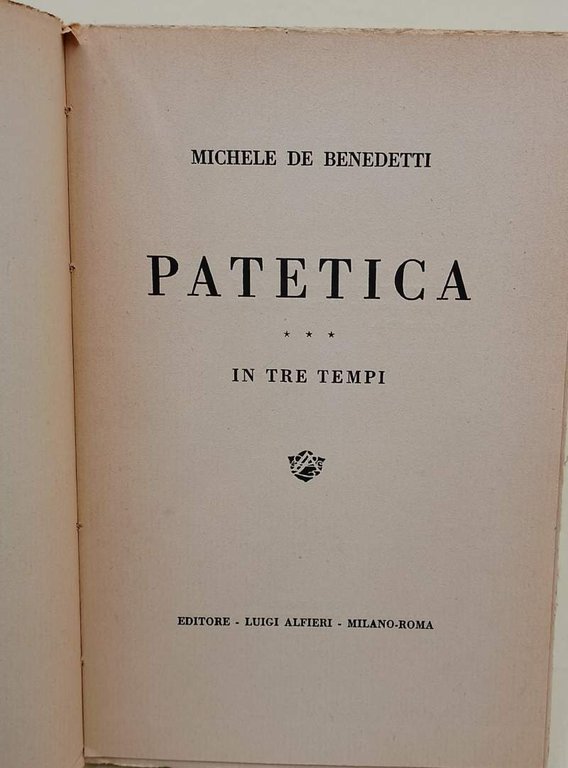 MICHELE DE BENEDETTI
PATETICA
* * *
IN TRE TEMPI
EDITORE - LUIGI ALFIERI - MILANO-ROMA